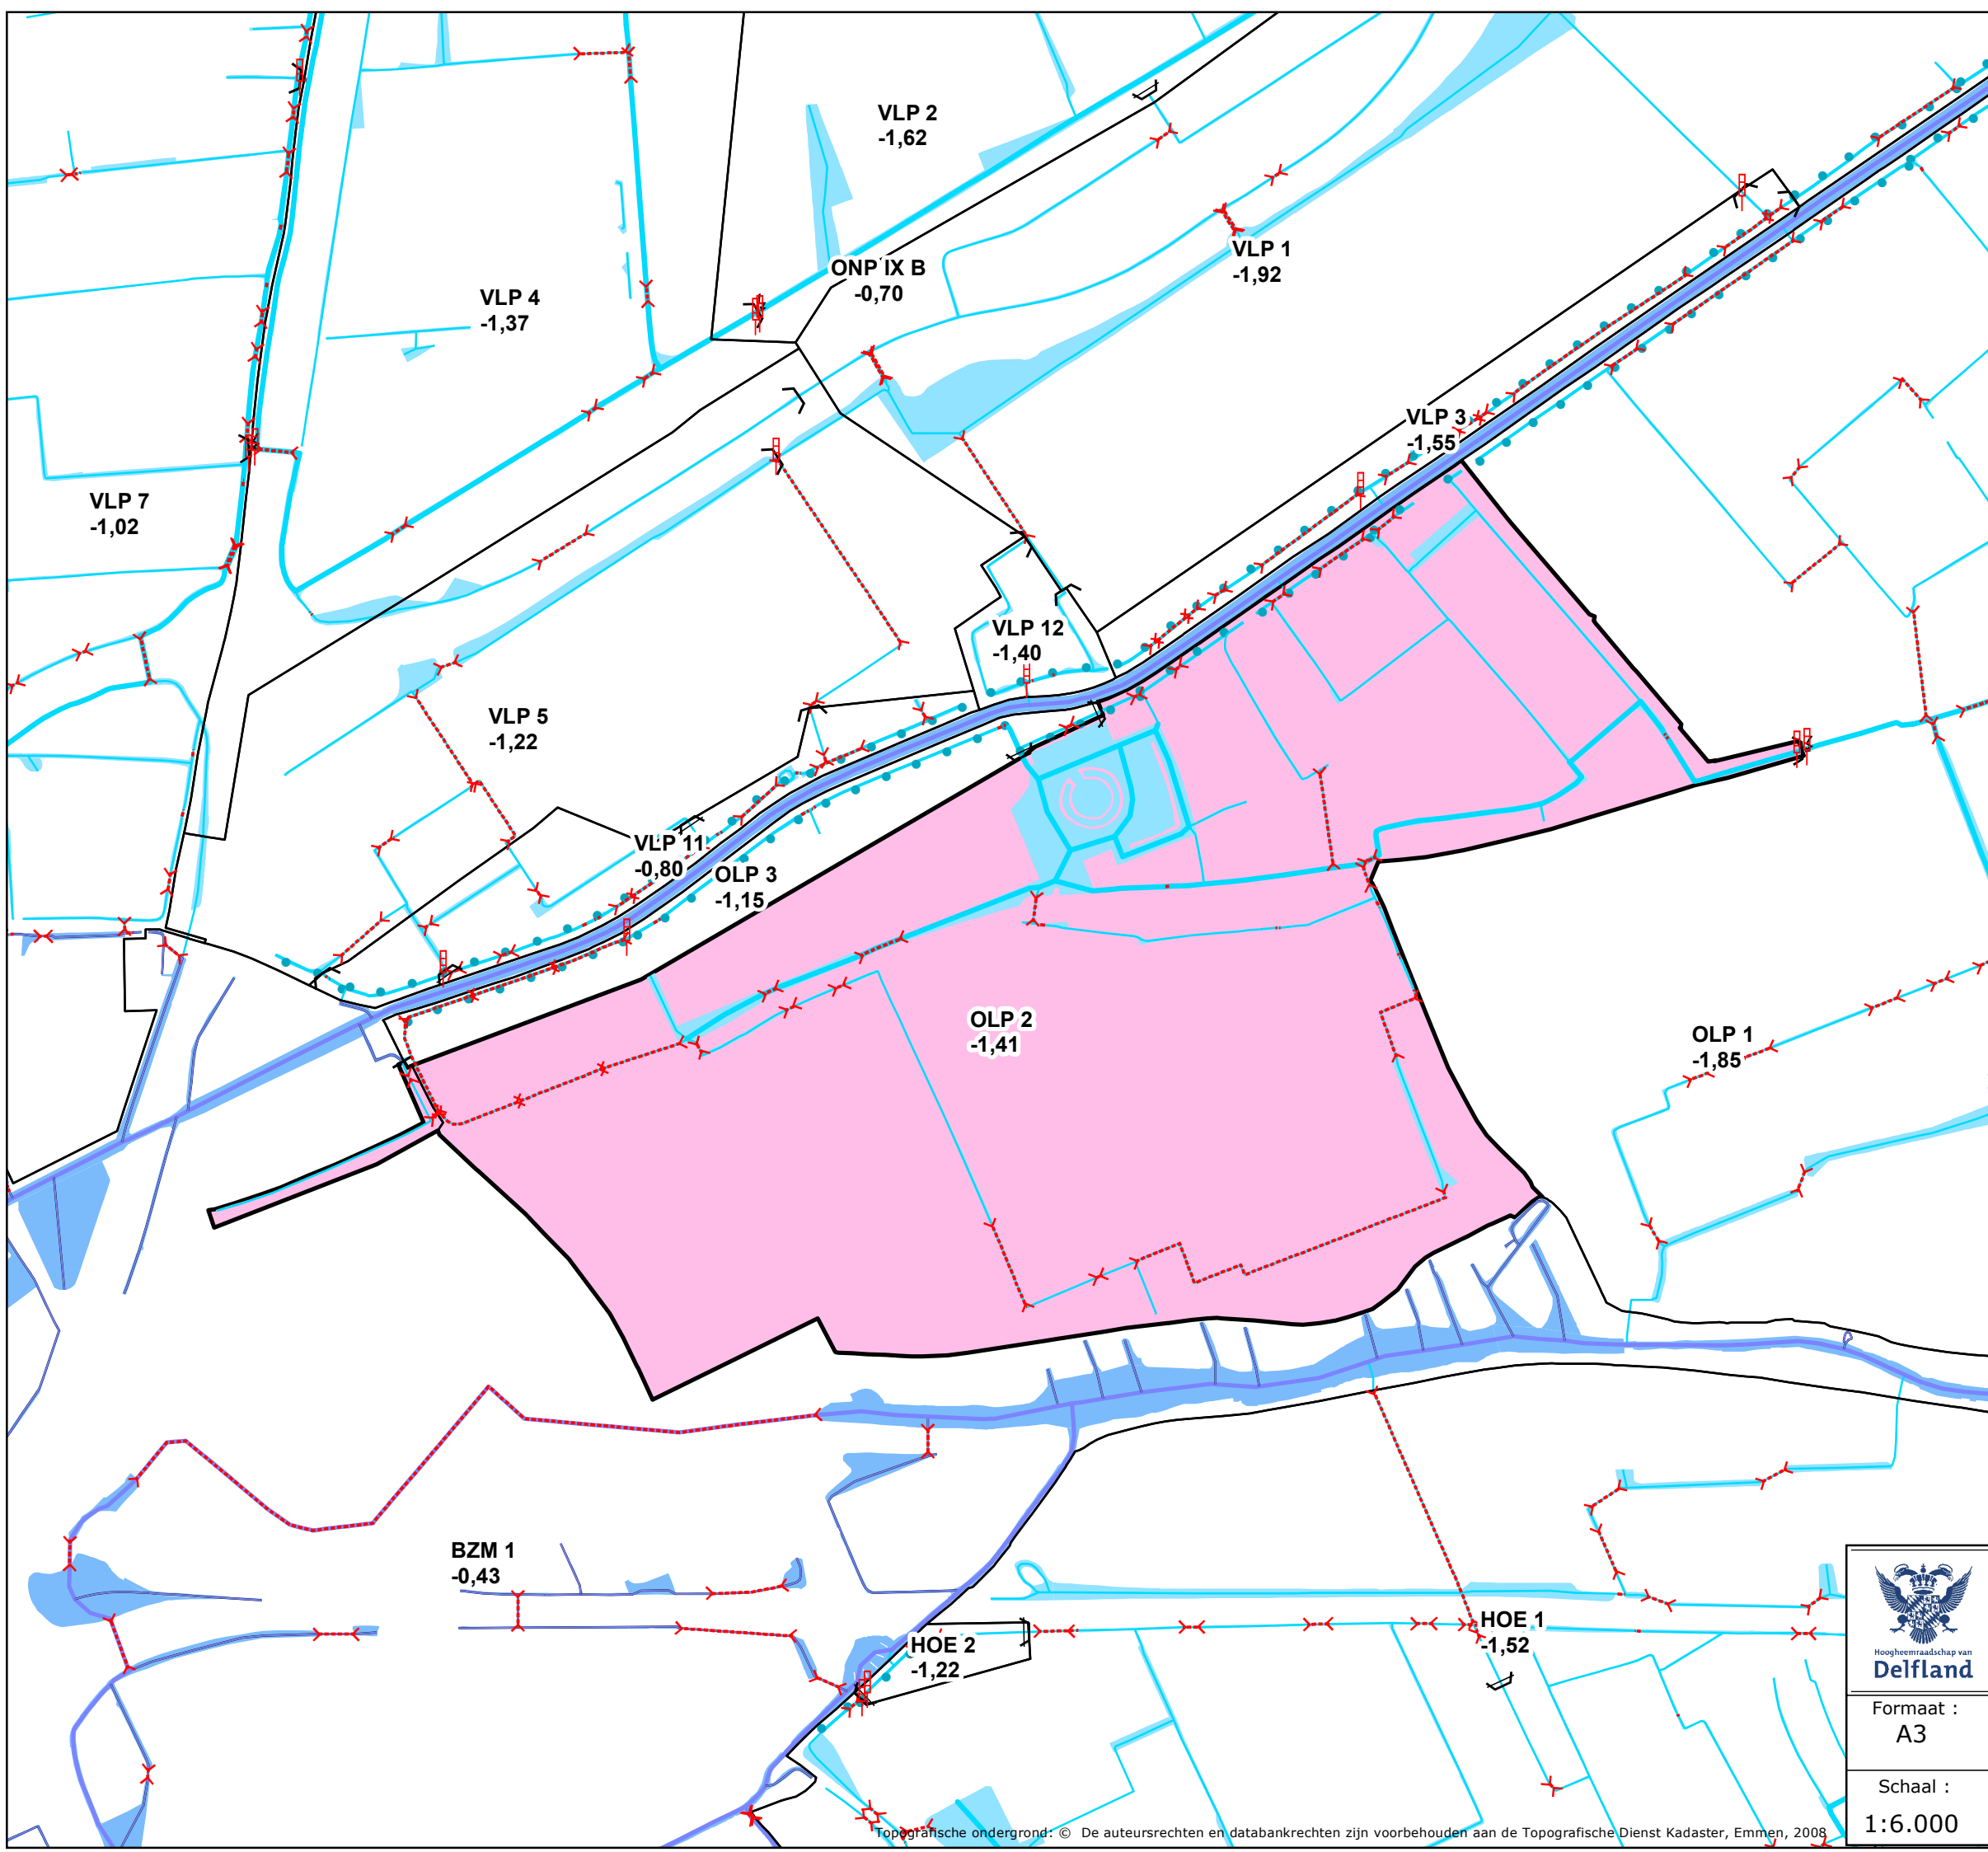 VLP 2
-1,62
VLP 1
-1,92
ONP IX B
-0,70
VLP 4
-1,37
VLP 3
-1,55
VLP 7
-1,02
VLP 12
-1,40
VLP 5
-1,22
VLP 11
-0,80
OLP 3
-1,15
OLP 2
-1,41
OLP 1
-1,85
BZM 1
-0,43
HOE 2
-1,22
HOE 1
-1,52
Hoogheemraadschap van
Delfland
Formaat :
A3
Schaal :
1:6.000
Topografische ondergrond: © De auteursrechten en databankrechten zijn voorbehouden aan de Topografische Dienst Kadaster, Emmen, 2008